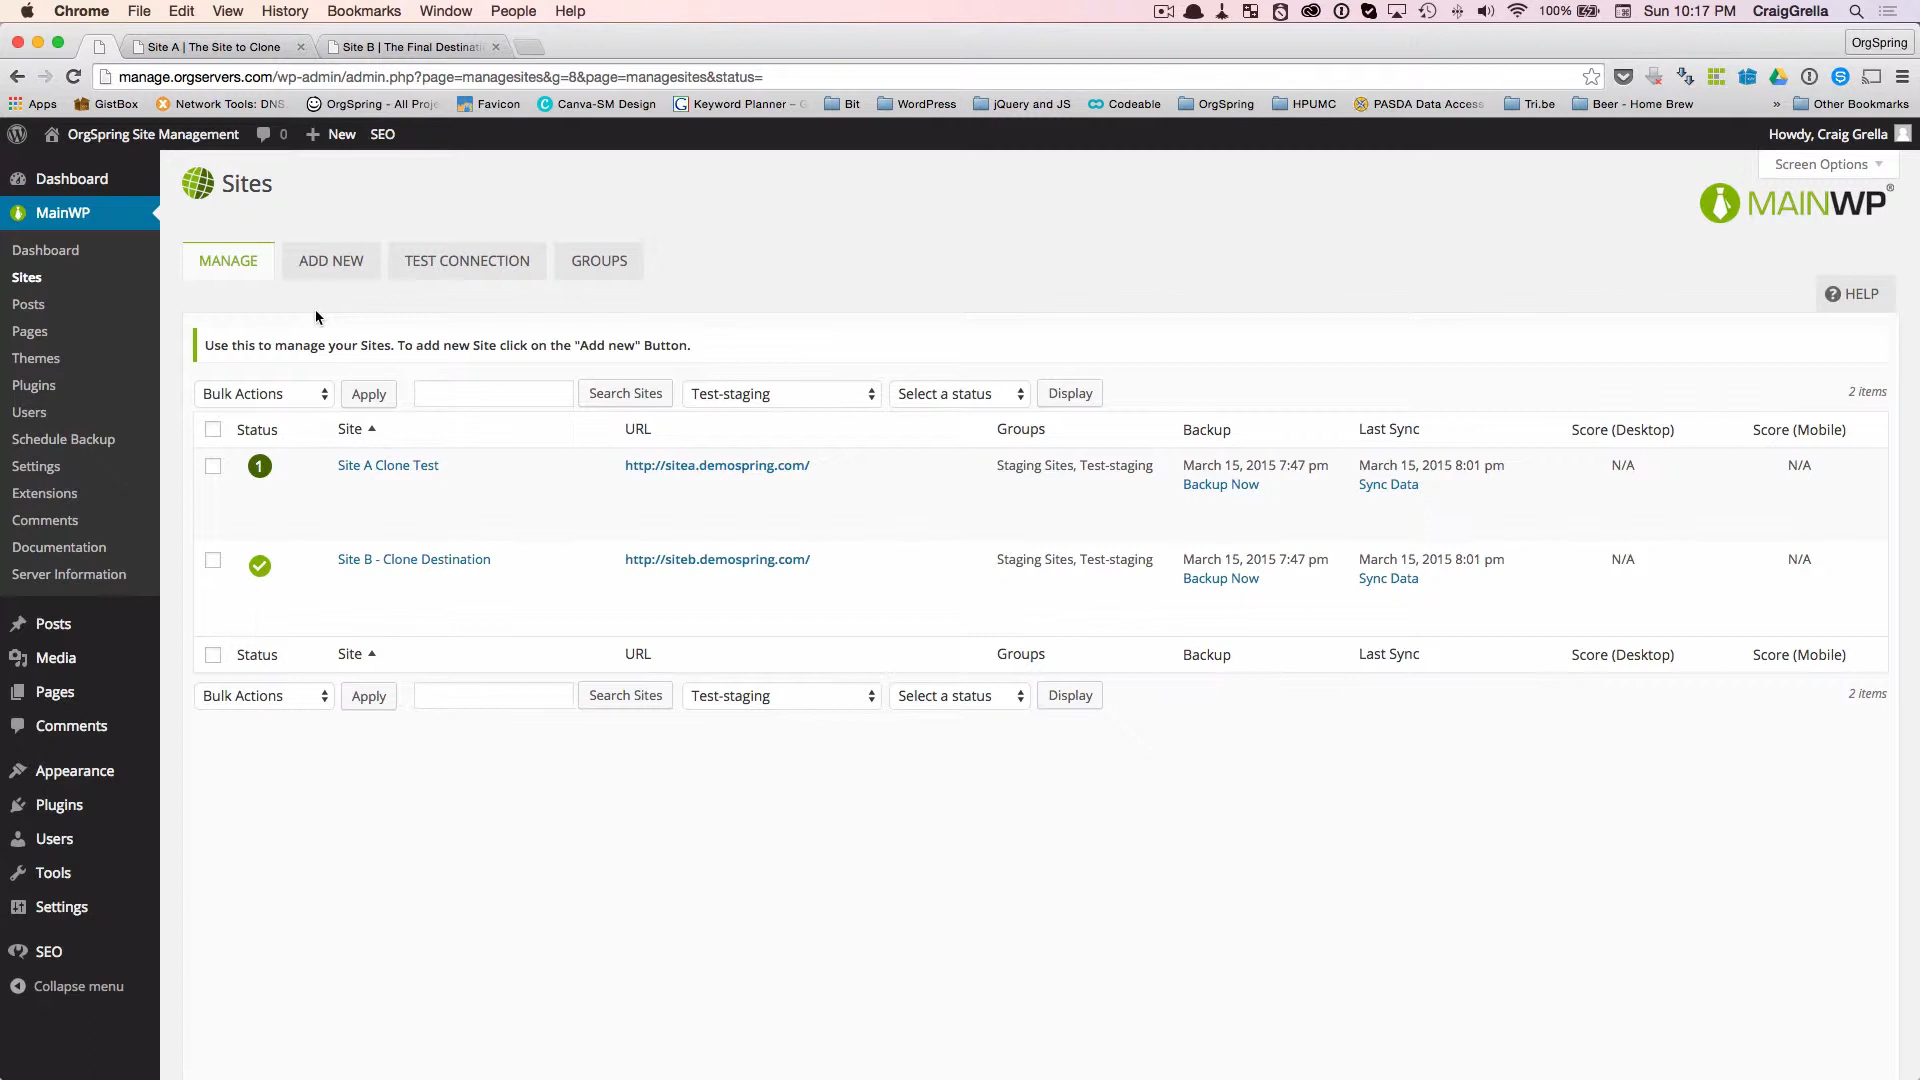 Chrome File Edit View History Bookmarks Window People Help 100% Sun 10:17 PM CraigGrella
Site A | The Site to Clone × Site B | The Final Destinati × OrgSpring
manage.orgservers.com/wp-admin/admin.php?page=managesites&g=8&page=managesites&status=
Apps GistBox Network Tools: DNS OrgSpring - All Proje Favicon Canva-SM Design Keyword Planner – G Bit WordPress jQuery and JS Codeable OrgSpring HPUMC PASDA Data Access Tri.be Beer - Home Brew » Other Bookmarks
OrgSpring Site Management 0 + New SEO Howdy, Craig Grella
Screen Options
Dashboard
MainWP
Dashboard
Sites
Posts
Pages
Themes
Plugins
Users
Schedule Backup
Settings
Extensions
Comments
Documentation
Server Information
Posts
Media
Pages
Comments
Appearance
Plugins
Users
Tools
Settings
SEO
Collapse menu
Sites
MAINWP®
MANAGE ADD NEW TEST CONNECTION GROUPS
? HELP
Use this to manage your Sites. To add new Site click on the "Add new" Button.
Bulk Actions Apply Search Sites Test-staging Select a status Display 2 items
Status Site URL Groups Backup Last Sync Score (Desktop) Score (Mobile)
1 Site A Clone Test http://sitea.demospring.com/ Staging Sites, Test-staging March 15, 2015 7:47 pm March 15, 2015 8:01 pm N/A N/A
Backup Now Sync Data
Site B - Clone Destination http://siteb.demospring.com/ Staging Sites, Test-staging March 15, 2015 7:47 pm March 15, 2015 8:01 pm N/A N/A
Backup Now Sync Data
Status Site URL Groups Backup Last Sync Score (Desktop) Score (Mobile)
Bulk Actions Apply Search Sites Test-staging Select a status Display 2 items